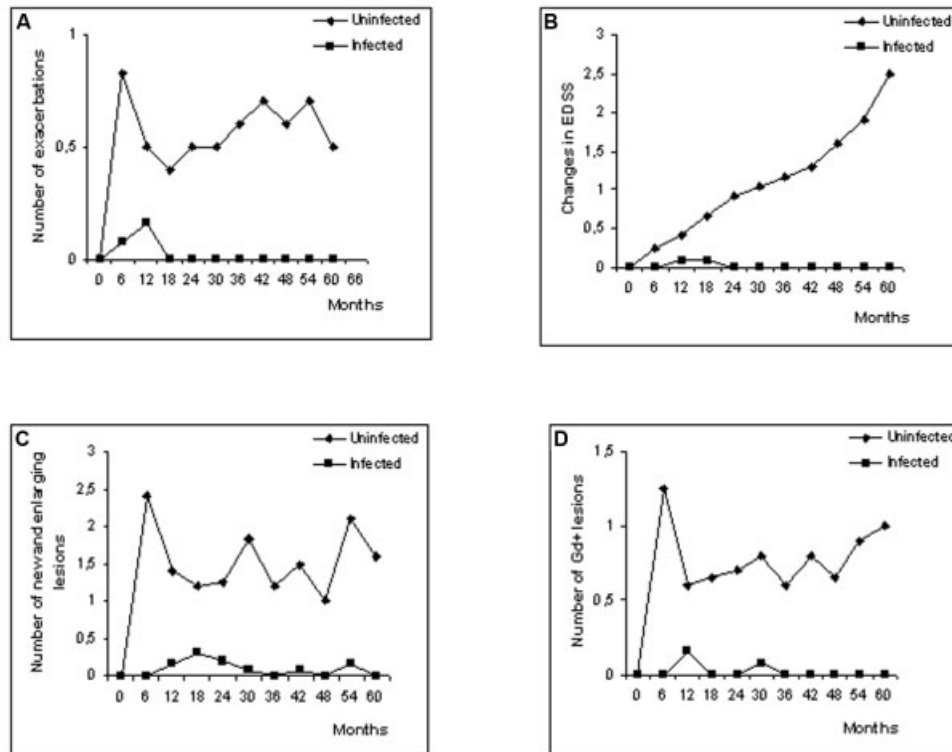 A
Uninfected
Infected
Number of exacerbations
1
0,5
0
0 6 12 18 24 30 36 42 48 54 60 66
Months
B
Uninfected
Infected
Changes in EDSS
3
2,5
2
1,5
1
0,5
0
0 6 12 18 24 30 36 42 48 54 60
Months
C
Uninfected
Infected
Number of newand enlarging
lesions
3
2,5
2
1,5
1
0,5
0
0 6 12 18 24 30 36 42 48 54 60
Months
D
Uninfected
Infected
Number of Gd+ lesions
1,5
1
0,5
0
0 6 12 18 24 30 36 42 48 54 60
Months